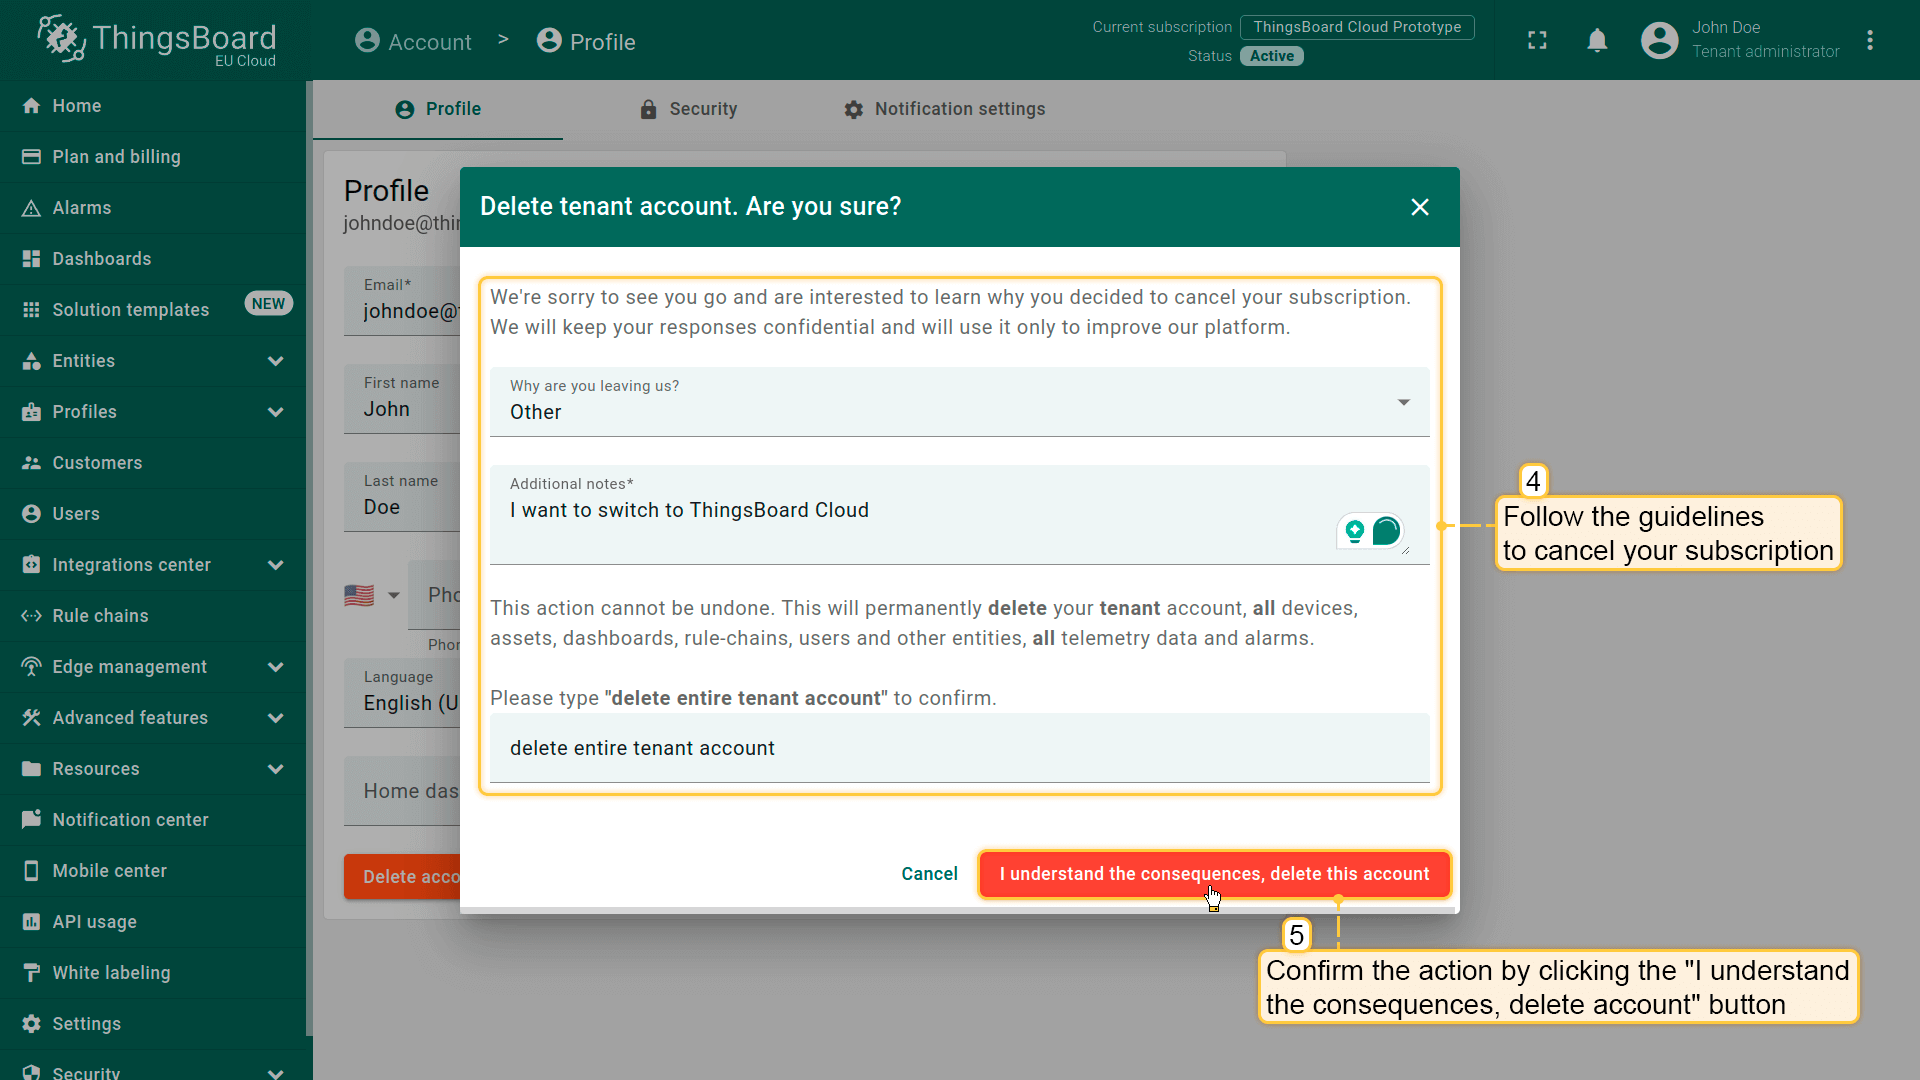 ThingsBoard
EU Cloud
Account > Profile
Current subscription ThingsBoard Cloud Prototype
Status Active
John Doe
Tenant administrator
Home
Plan and billing
Alarms
Dashboards
Solution templates NEW
Entities
Profiles
Customers
Users
Integrations center
Rule chains
Edge management
Advanced features
Resources
Notification center
Mobile center
API usage
White labeling
Settings
Security
Profile
Security
Notification settings
Profile
johndoe@thin
Email*
johndoe@t
First name
John
Last name
Doe
Pho
Phon
Language
English (U
Home das
Delete acco
Delete tenant account. Are you sure?
We're sorry to see you go and are interested to learn why you decided to cancel your subscription.
We will keep your responses confidential and will use it only to improve our platform.
Why are you leaving us?
Other
Additional notes*
I want to switch to ThingsBoard Cloud
This action cannot be undone. This will permanently delete your tenant account, all devices,
assets, dashboards, rule-chains, users and other entities, all telemetry data and alarms.
Please type "delete entire tenant account" to confirm.
delete entire tenant account
Cancel
I understand the consequences, delete this account
4
Follow the guidelines
to cancel your subscription
5
Confirm the action by clicking the "I understand
the consequences, delete account" button